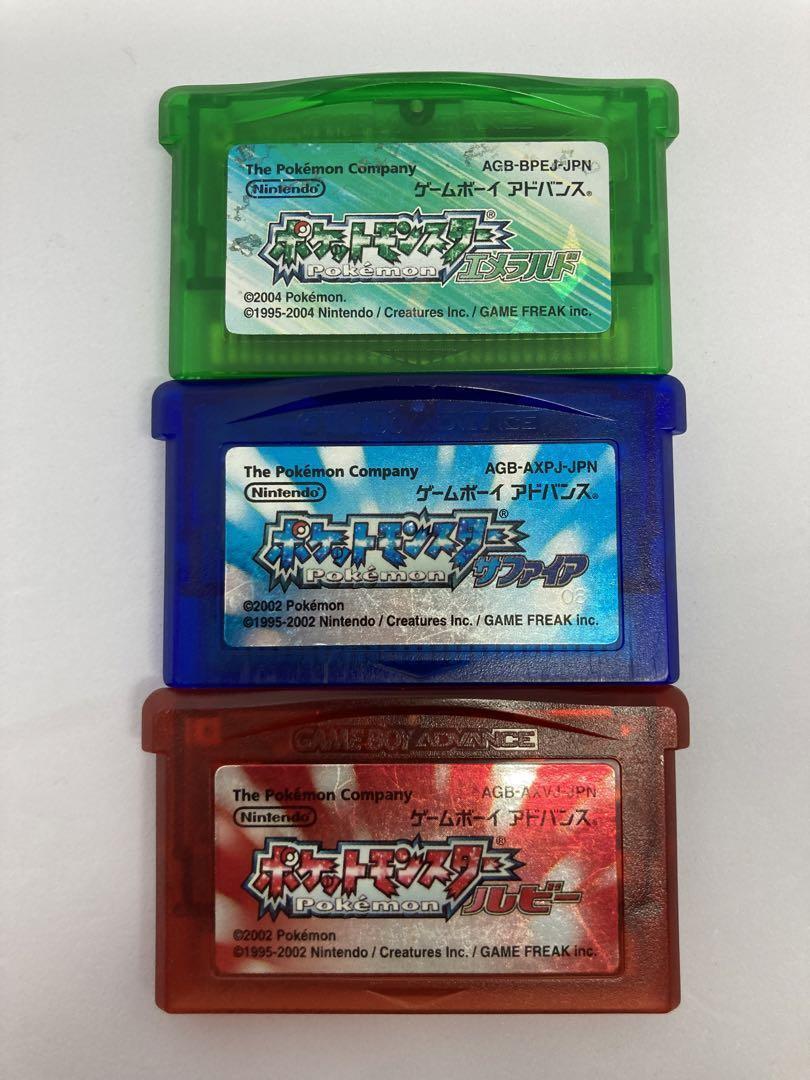 The Pokémon Company
AGB-BPEJ-JPN
Nintendo®
ゲームボーイ アドバンス®
ポケットモンスター®
Pokémon
エメラルド
©2004 Pokémon.
©1995-2004 Nintendo / Creatures Inc. / GAME FREAK inc.
The Pokémon Company
AGB-AXPJ-JPN
Nintendo®
ゲームボーイ アドバンス®
ポケットモンスター®
Pokémon
サファイア
©2002 Pokémon
©1995-2002 Nintendo / Creatures Inc. / GAME FREAK inc.
GAME BOY ADVANCE
The Pokémon Company
AGB-AXVJ-JPN
Nintendo®
ゲームボーイ アドバンス®
ポケットモンスター®
Pokémon
ルビー
©2002 Pokémon
©1995-2002 Nintendo / Creatures Inc. / GAME FREAK inc.